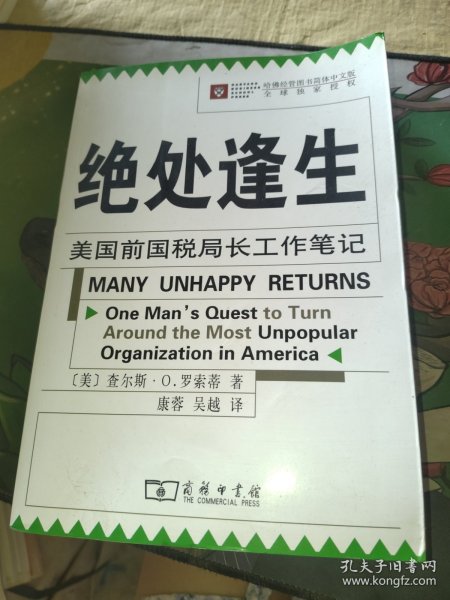 哈佛经管图书简体中文版
全球独家授权
绝处逢生
美国前国税局长工作笔记
MANY UNHAPPY RETURNS
One Man's Quest to Turn
Around the Most Unpopular
Organization in America
〔美〕查尔斯·O.罗索蒂 著
康蓉 吴越 译
商务印书馆
THE COMMERCIAL PRESS
孔夫子旧书网
www.kongfz.com